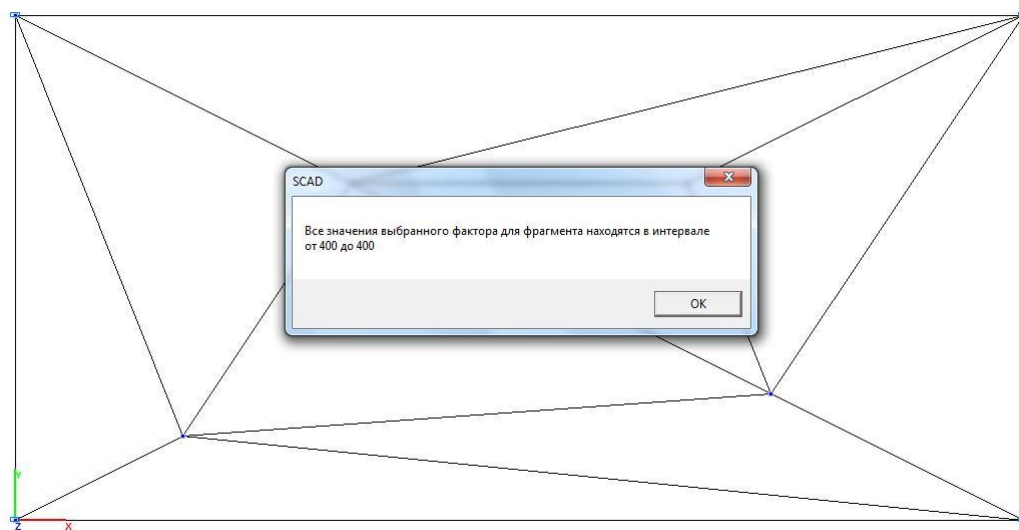 SCAD
Все значения выбранного фактора для фрагмента находятся в интервале
от 400 до 400
OK
Y
Z
X